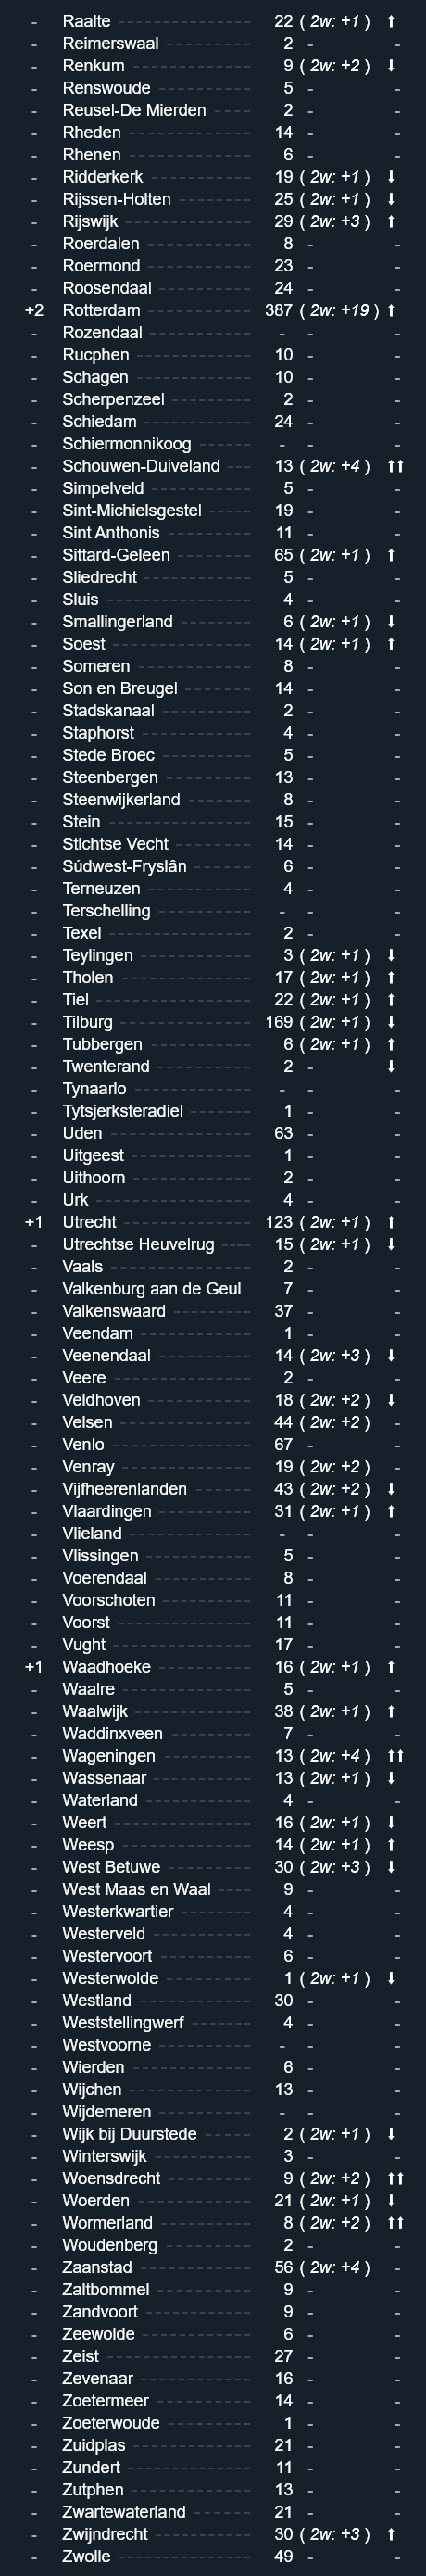 - Raalte 22 ( 2w: +1 ) ↑
- Reimerswaal 2 - -
- Renkum 9 ( 2w: +2 ) ↓
- Renswoude 5 - -
- Reusel-De Mierden 2 - -
- Rheden 14 - -
- Rhenen 6 - -
- Ridderkerk 19 ( 2w: +1 ) ↓
- Rijssen-Holten 25 ( 2w: +1 ) ↓
- Rijswijk 29 ( 2w: +3 ) ↑
- Roerdalen 8 - -
- Roermond 23 - -
- Roosendaal 24 - -
+2 Rotterdam 387 ( 2w: +19 ) ↑
- Rozendaal - - -
- Rucphen 10 - -
- Schagen 10 - -
- Scherpenzeel 2 - -
- Schiedam 24 - -
- Schiermonnikoog - - -
- Schouwen-Duiveland 13 ( 2w: +4 ) ↑↑
- Simpelveld 5 - -
- Sint-Michielsgestel 19 - -
- Sint Anthonis 11 - -
- Sittard-Geleen 65 ( 2w: +1 ) ↑
- Sliedrecht 5 - -
- Sluis 4 - -
- Smallingerland 6 ( 2w: +1 ) ↓
- Soest 14 ( 2w: +1 ) ↑
- Someren 8 - -
- Son en Breugel 14 - -
- Stadskanaal 2 - -
- Staphorst 4 - -
- Stede Broec 5 - -
- Steenbergen 13 - -
- Steenwijkerland 8 - -
- Stein 15 - -
- Stichtse Vecht 14 - -
- Súdwest-Fryslân 6 - -
- Terneuzen 4 - -
- Terschelling - - -
- Texel 2 - -
- Teylingen 3 ( 2w: +1 ) ↓
- Tholen 17 ( 2w: +1 ) ↑
- Tiel 22 ( 2w: +1 ) ↑
- Tilburg 169 ( 2w: +1 ) ↓
- Tubbergen 6 ( 2w: +1 ) ↑
- Twenterand 2 - ↓
- Tynaarlo - - -
- Tytsjerksteradiel 1 - -
- Uden 63 - -
- Uitgeest 1 - -
- Uithoorn 2 - -
- Urk 4 - -
+1 Utrecht 123 ( 2w: +1 ) ↑
- Utrechtse Heuvelrug 15 ( 2w: +1 ) ↓
- Vaals 2 - -
- Valkenburg aan de Geul 7 - -
- Valkenswaard 37 - -
- Veendam 1 - -
- Veenendaal 14 ( 2w: +3 ) ↓
- Veere 2 - -
- Veldhoven 18 ( 2w: +2 ) ↓
- Velsen 44 ( 2w: +2 ) -
- Venlo 67 - -
- Venray 19 ( 2w: +2 ) -
- Vijfheerenlanden 43 ( 2w: +2 ) ↓
- Vlaardingen 31 ( 2w: +1 ) ↑
- Vlieland - - -
- Vlissingen 5 - -
- Voerendaal 8 - -
- Voorschoten 11 - -
- Voorst 11 - -
- Vught 17 - -
+1 Waadhoeke 16 ( 2w: +1 ) ↑
- Waalre 5 - -
- Waalwijk 38 ( 2w: +1 ) ↑
- Waddinxveen 7 - -
- Wageningen 13 ( 2w: +4 ) ↑↑
- Wassenaar 13 ( 2w: +1 ) ↓
- Waterland 4 - -
- Weert 16 ( 2w: +1 ) ↓
- Weesp 14 ( 2w: +1 ) ↑
- West Betuwe 30 ( 2w: +3 ) ↓
- West Maas en Waal 9 - -
- Westerkwartier 4 - -
- Westerveld 4 - -
- Westervoort 6 - -
- Westerwolde 1 ( 2w: +1 ) ↓
- Westland 30 - -
- Weststellingwerf 4 - -
- Westvoorne - - -
- Wierden 6 - -
- Wijchen 13 - -
- Wijdemeren - - -
- Wijk bij Duurstede 2 ( 2w: +1 ) ↓
- Winterswijk 3 - -
- Woensdrecht 9 ( 2w: +2 ) ↑↑
- Woerden 21 ( 2w: +1 ) ↓
- Wormerland 8 ( 2w: +2 ) ↑↑
- Woudenberg 2 - -
- Zaanstad 56 ( 2w: +4 ) -
- Zaltbommel 9 - -
- Zandvoort 9 - -
- Zeewolde 6 - -
- Zeist 27 - -
- Zevenaar 16 - -
- Zoetermeer 14 - -
- Zoeterwoude 1 - -
- Zuidplas 21 - -
- Zundert 11 - -
- Zutphen 13 - -
- Zwartewaterland 21 - -
- Zwijndrecht 30 ( 2w: +3 ) ↑
- Zwolle 49 - -